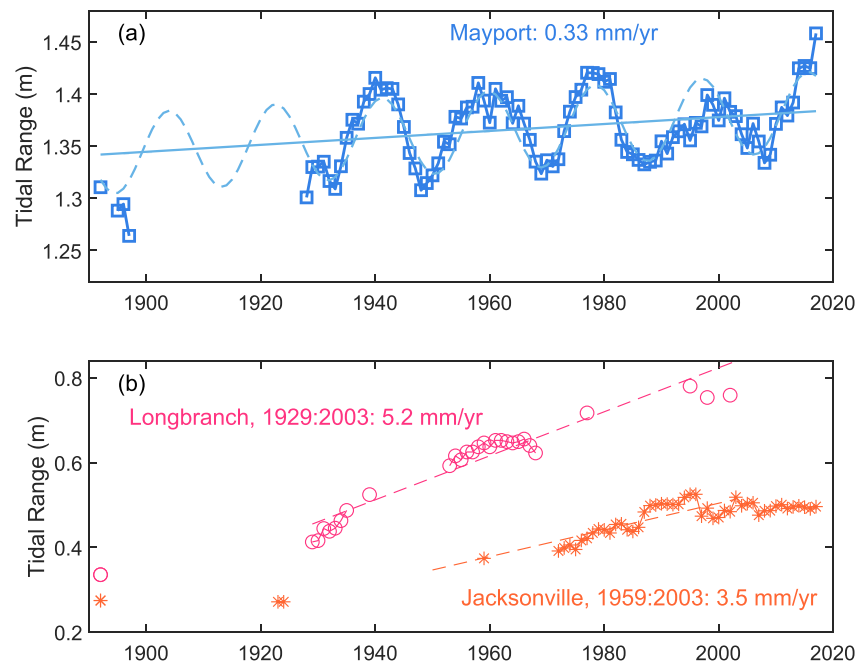 (a)
Mayport: 0.33 mm/yr
Tidal Range (m)
1.45
1.4
1.35
1.3
1.25
1900 1920 1940 1960 1980 2000 2020
(b)
Longbranch, 1929:2003: 5.2 mm/yr
Jacksonville, 1959:2003: 3.5 mm/yr
Tidal Range (m)
0.8
0.6
0.4
0.2
1900 1920 1940 1960 1980 2000 2020